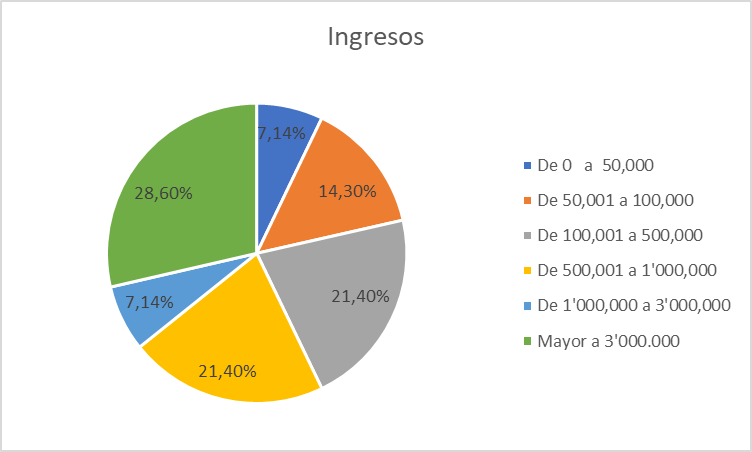 Ingresos
7,14%
14,30%
21,40%
21,40%
7,14%
28,60%
De 0   a  50,000
De 50,001 a 100,000
De 100,001 a 500,000
De 500,001 a 1'000,000
De 1'000,000 a 3'000,000
Mayor a 3'000.000